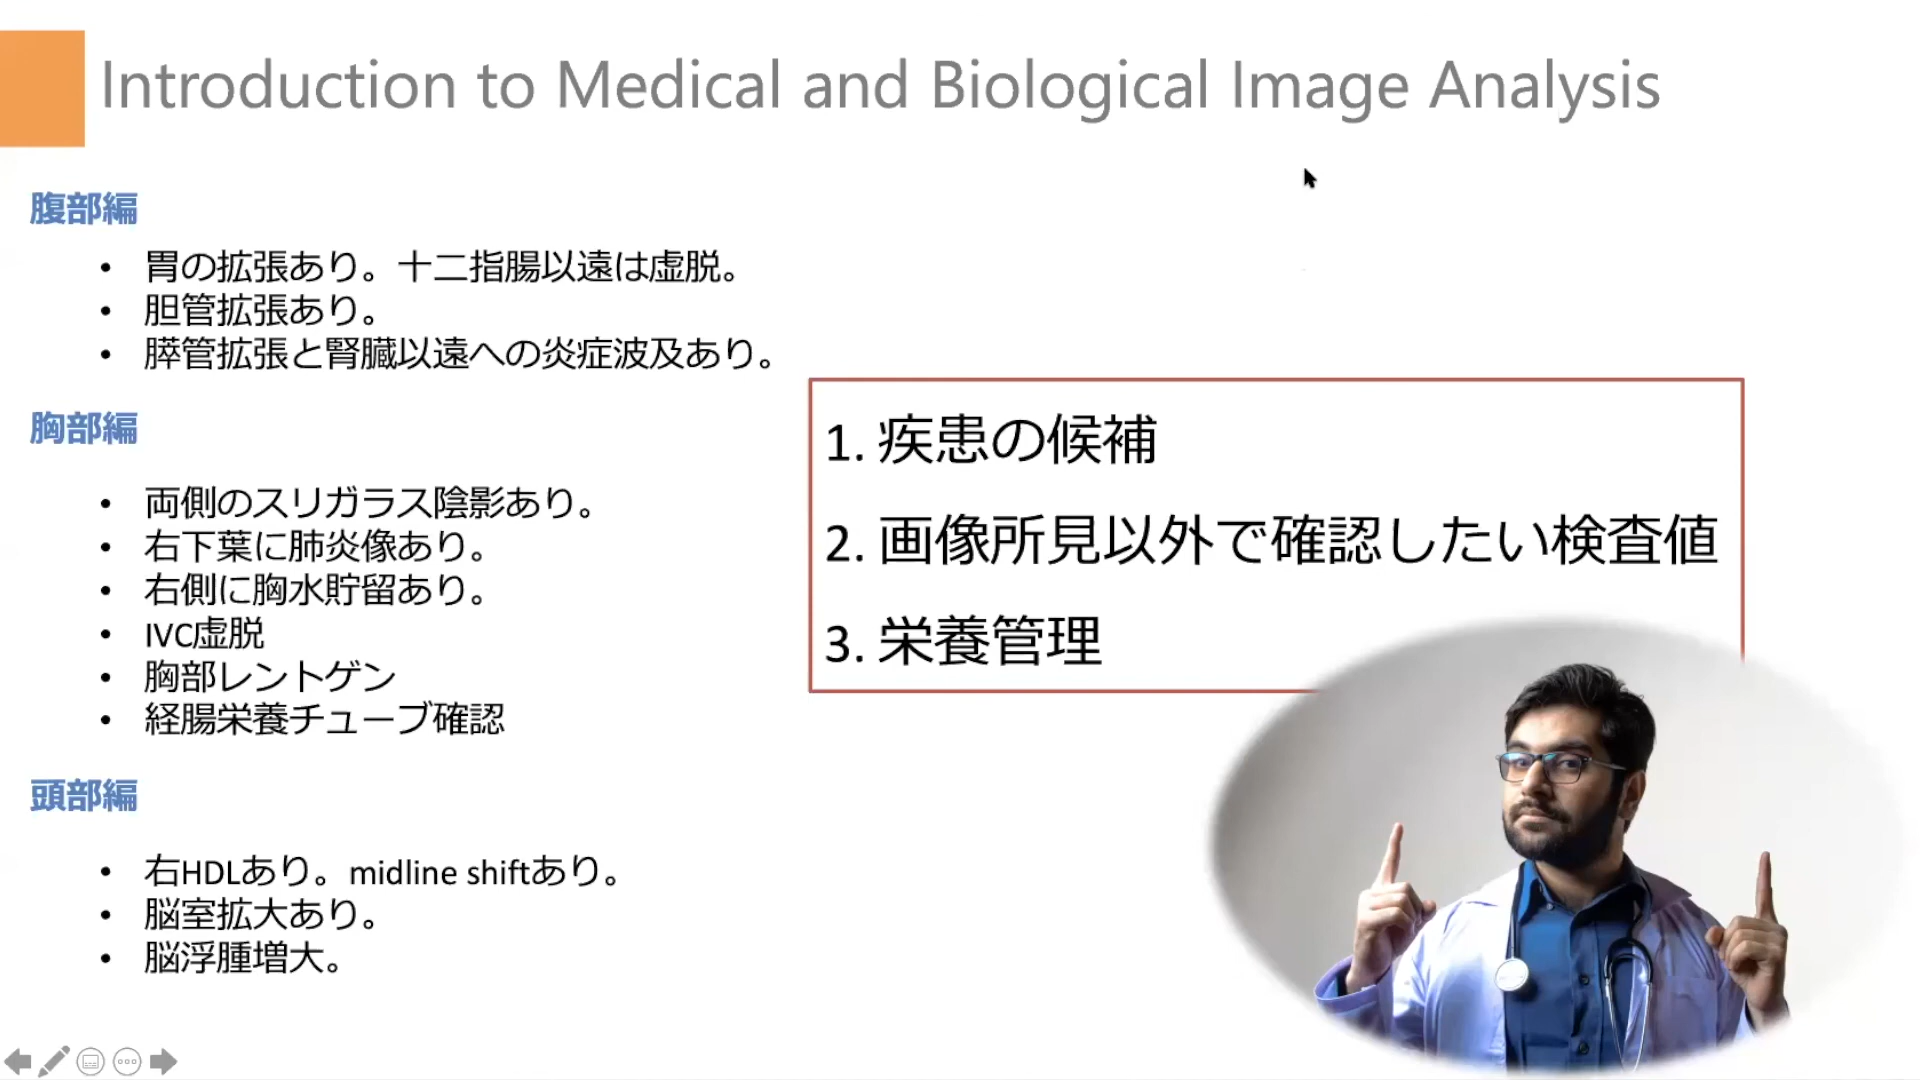 Introduction to Medical and Biological Image Analysis
腹部編
• 胃の拡張あり。十二指腸以遠は虚脱。
• 胆管拡張あり。
• 膵管拡張と腎臓以遠への炎症波及あり。
胸部編
• 両側のスリガラス陰影あり。
• 右下葉に肺炎像あり。
• 右側に胸水貯留あり。
• IVC虚脱
• 胸部レントゲン
• 経腸栄養チューブ確認
頭部編
• 右HDLあり。midline shiftあり。
• 脳室拡大あり。
• 脳浮腫増大。
1. 疾患の候補
2. 画像所見以外で確認したい検査値
3. 栄養管理